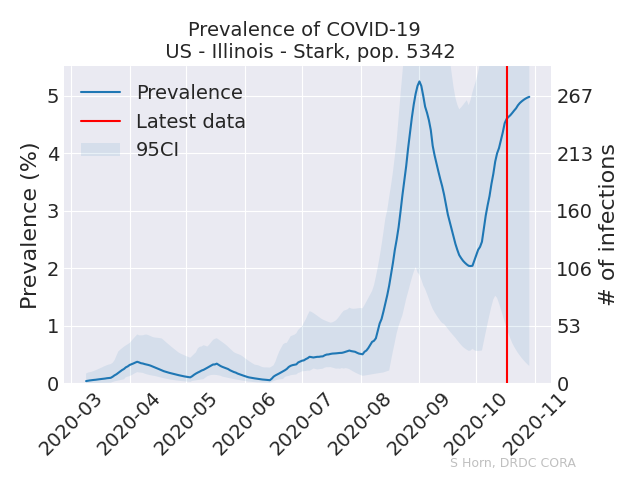 Prevalence of COVID-19
US - Illinois - Stark, pop. 5342
Prevalence
Latest data
95CI
Prevalence (%)
5
4
3
2
1
0
267
213
160
106
53
0
# of infections
2020-03
2020-04
2020-05
2020-06
2020-07
2020-08
2020-09
2020-10
2020-11
S Horn, DRDC CORA